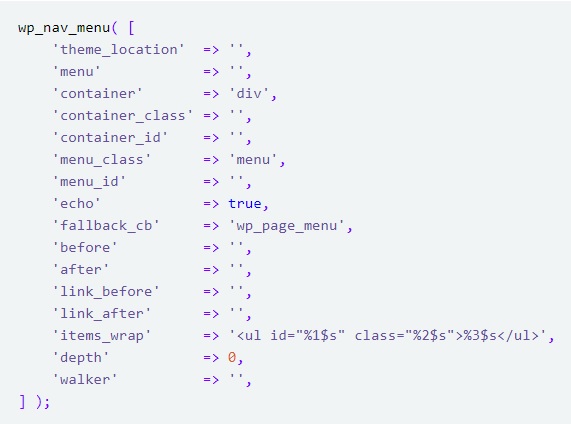 wp_nav_menu( [
    'theme_location'  => '',
    'menu'            => '',
    'container'       => 'div',
    'container_class' => '',
    'container_id'    => '',
    'menu_class'      => 'menu',
    'menu_id'         => '',
    'echo'            => true,
    'fallback_cb'     => 'wp_page_menu',
    'before'          => '',
    'after'           => '',
    'link_before'     => '',
    'link_after'      => '',
    'items_wrap'      => '<ul id="%1$s" class="%2$s">%3$s</ul>',
    'depth'           => 0,
    'walker'          => '',
] );